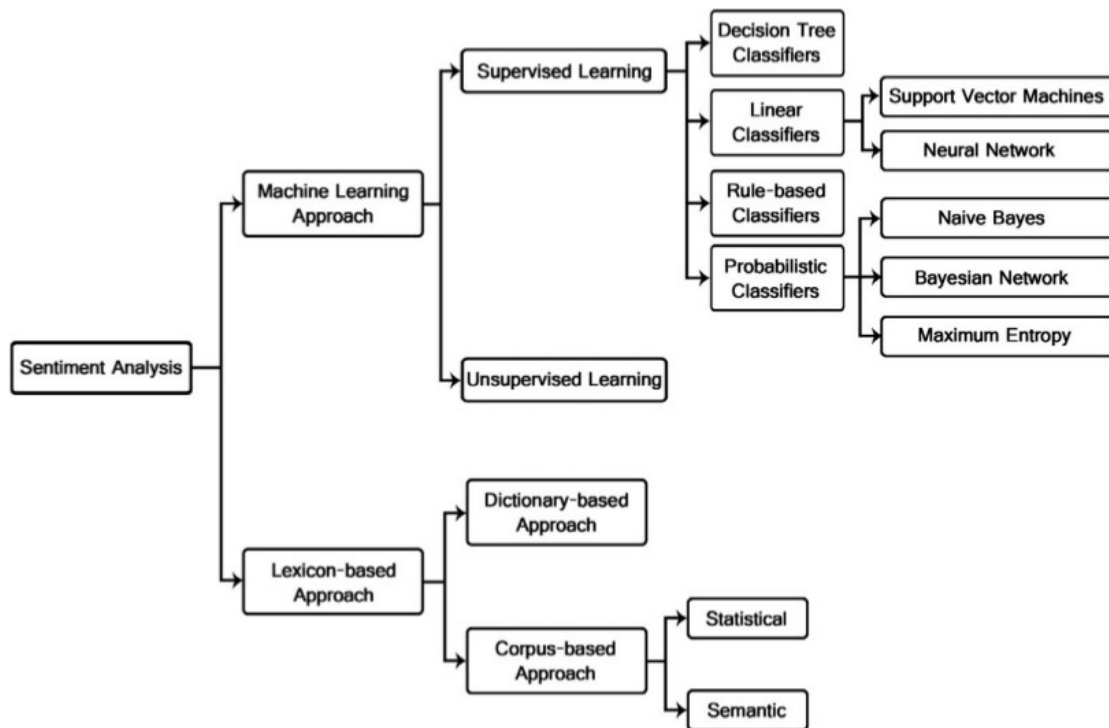 Sentiment Analysis
Machine Learning
Approach
Supervised Learning
Decision Tree
Classifiers
Linear
Classifiers
Support Vector Machines
Neural Network
Rule-based
Classifiers
Probabilistic
Classifiers
Naive Bayes
Bayesian Network
Maximum Entropy
Unsupervised Learning
Lexicon-based
Approach
Dictionary-based
Approach
Corpus-based
Approach
Statistical
Semantic